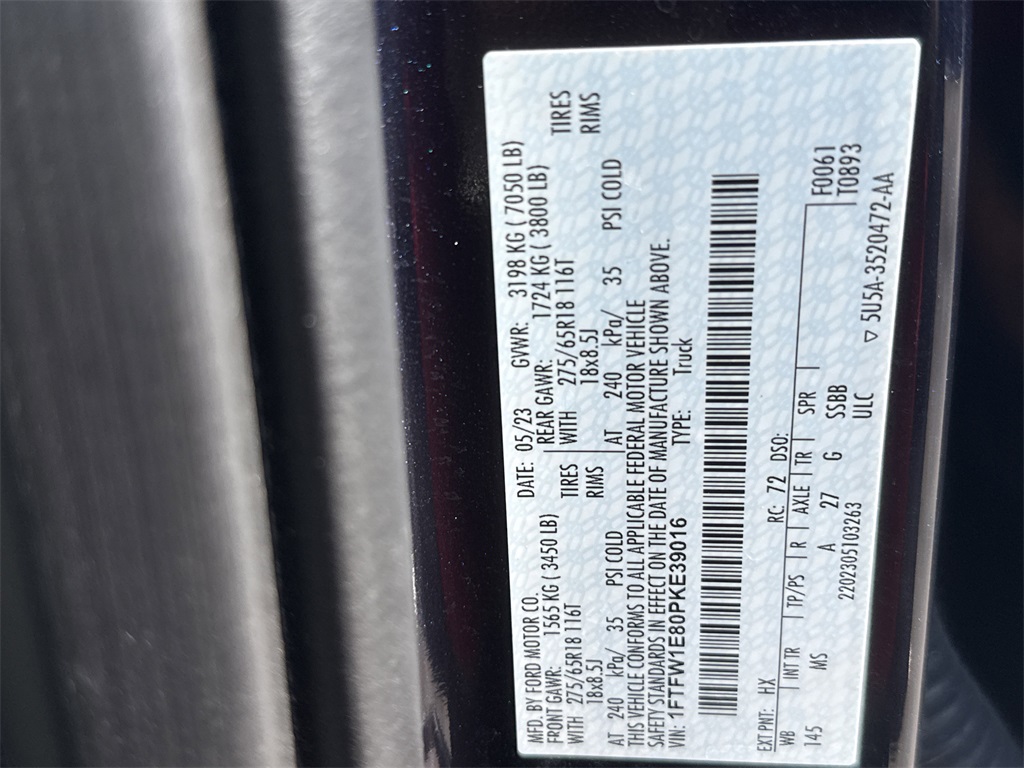 MFD. BY FORD MOTOR CO. DATE: 05/23 GVWR: 3198 KG ( 7050 LB)
FRONT GAWR: 1565 KG ( 3450 LB) REAR GAWR: 1724 KG ( 3800 LB)
WITH 275/65R18 116T TIRES WITH 275/65R18 116T TIRES
18x8.5J RIMS 18x8.5J RIMS
AT 240 kPa/ 35 PSI COLD AT 240 kPa/ 35 PSI COLD
THIS VEHICLE CONFORMS TO ALL APPLICABLE FEDERAL MOTOR VEHICLE
SAFETY STANDARDS IN EFFECT ON THE DATE OF MANUFACTURE SHOWN ABOVE.
VIN: 1FTFW1E80PKE39016 TYPE: Truck
EXT PNT: HX RC: 72 DSO: F0061
WB INT TR TP/PS R AXLE TR SPR T0893
145 MS A 27 G SSBB
2202305103263 ULC ▽ 5U5A-3520472-AA